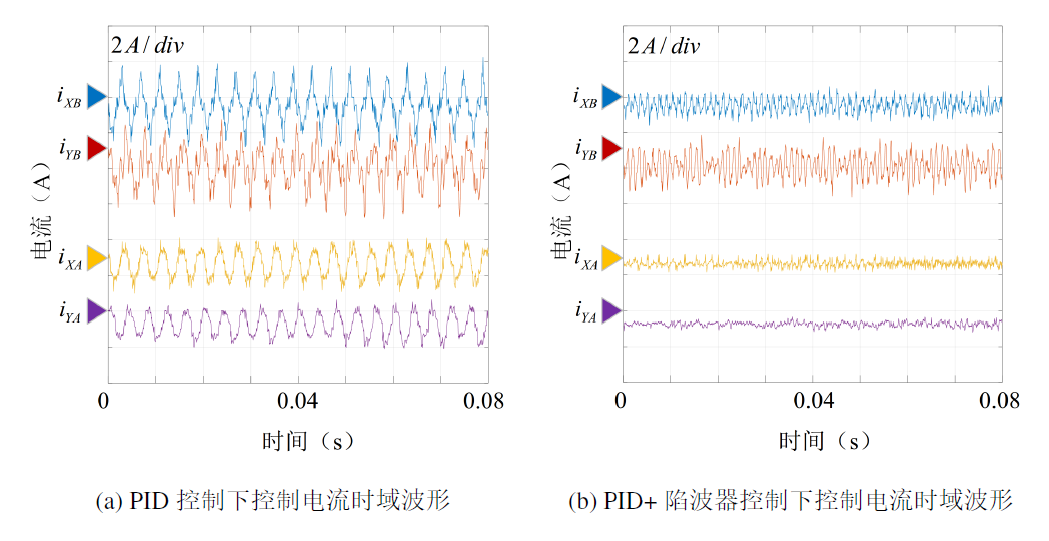 2A/div
i_XB
i_YB
i_XA
i_YA
电流（A）
0
0.04
0.08
时间（s）
(a) PID 控制下控制电流时域波形
2A/div
i_XB
i_YB
i_XA
i_YA
电流（A）
0
0.04
0.08
时间（s）
(b) PID+ 陷波器控制下控制电流时域波形